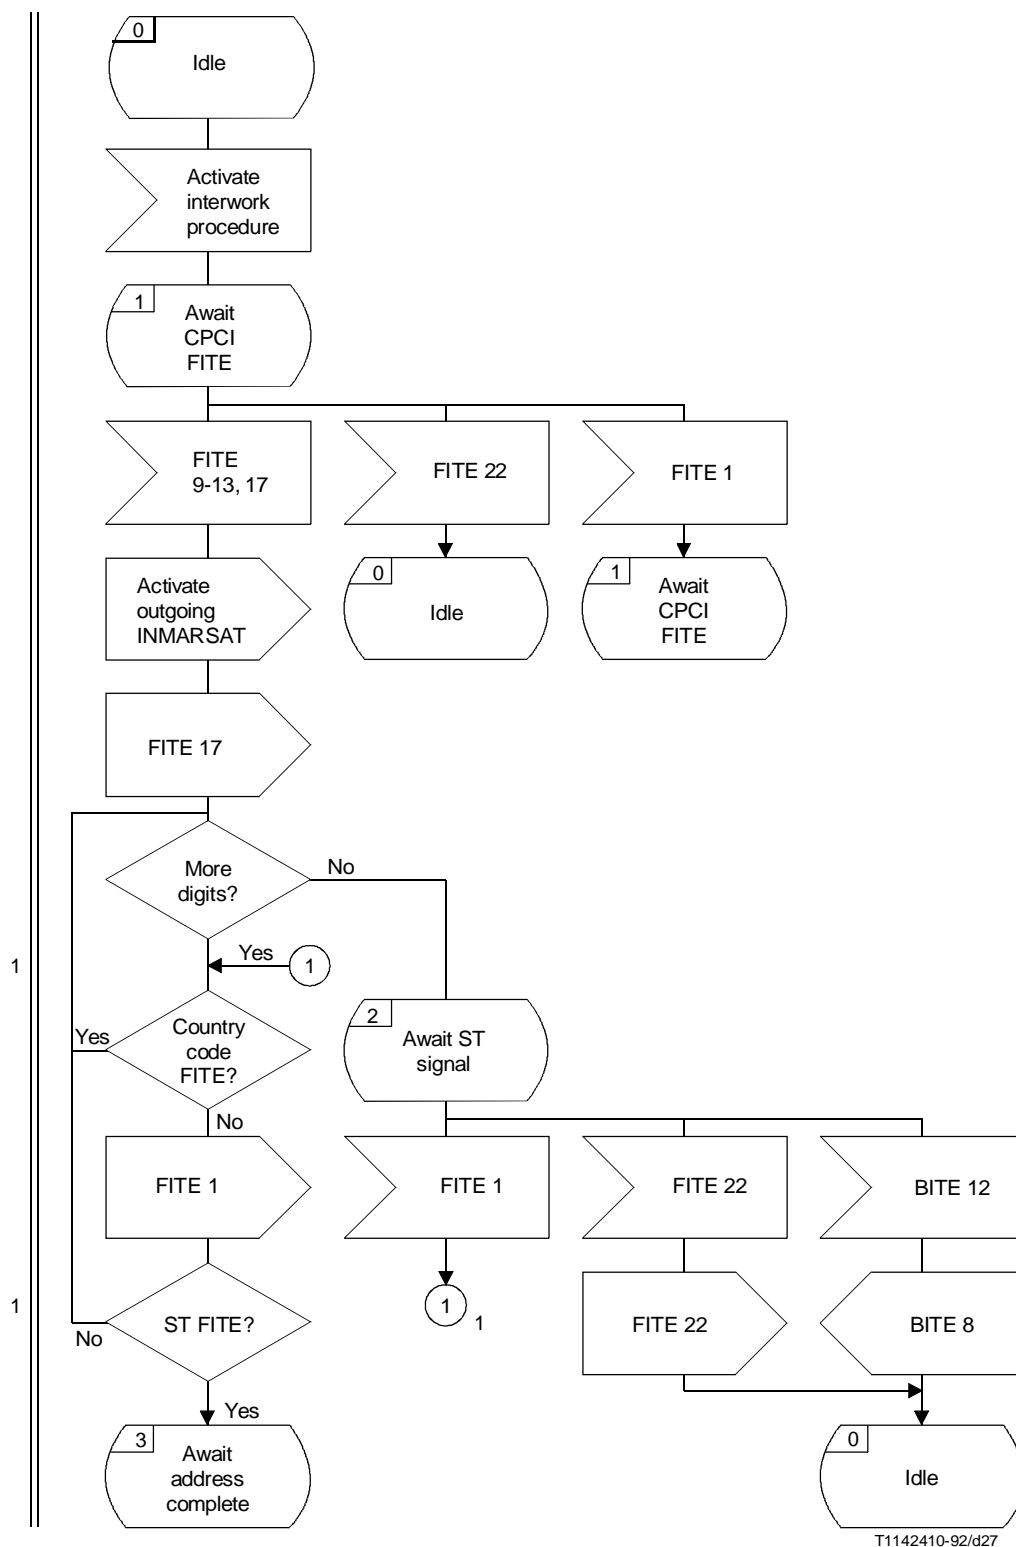 0
Idle
Activate
interwork
procedure
1
Await
CPCI
FITE
FITE
9-13, 17
FITE 22
FITE 1
Activate
outgoing
INMARSAT
0
Idle
1
Await
CPCI
FITE
FITE 17
More
digits?
No
1
Yes
1
Country
code
FITE?
Yes
No
2
Await ST
signal
FITE 1
FITE 1
FITE 22
BITE 12
1
ST FITE?
No
Yes
1
1
FITE 22
BITE 8
3
Await
address
complete
0
Idle
T1142410-92/d27